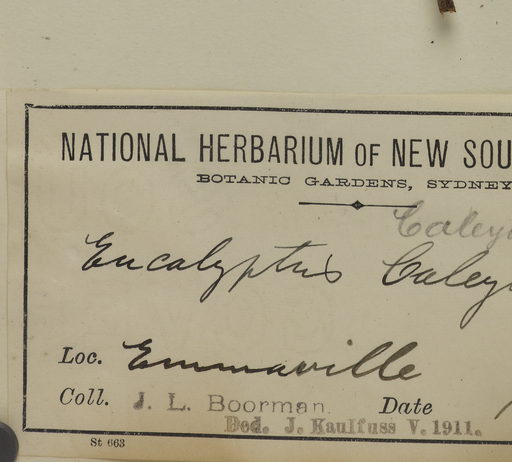 NATIONAL HERBARIUM OF NEW SOU
BOTANIC GARDENS, SYDNEY
Caley
Eucalyptus Caley
Loc. Emmaville
Coll. J. L. Boorman. Date
Ded. J. Kaulfuss V. 1911.
St 663